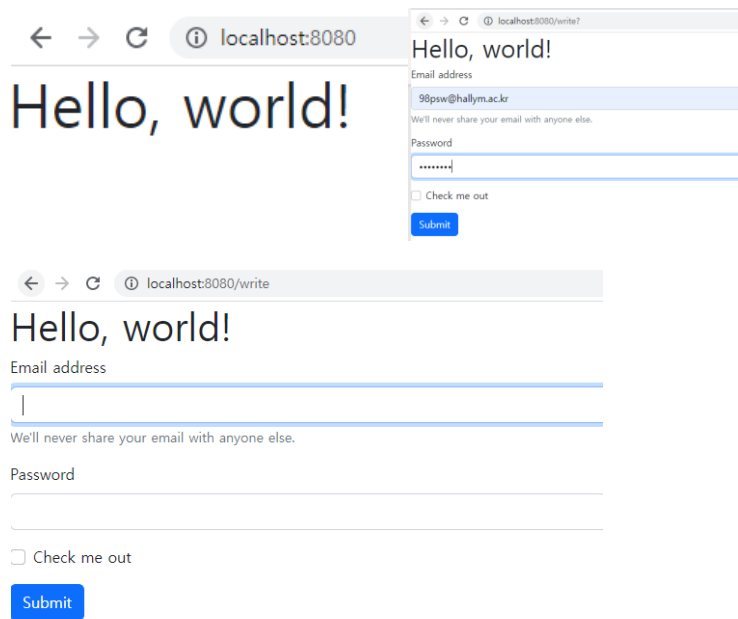 localhost:8080
Hello, world!
localhost:8080/write?
Hello, world!
Email address
98psw@hallym.ac.kr
We'll never share your email with anyone else.
Password
••••••••
Check me out
Submit
localhost:8080/write
Hello, world!
Email address
We'll never share your email with anyone else.
Password
Check me out
Submit